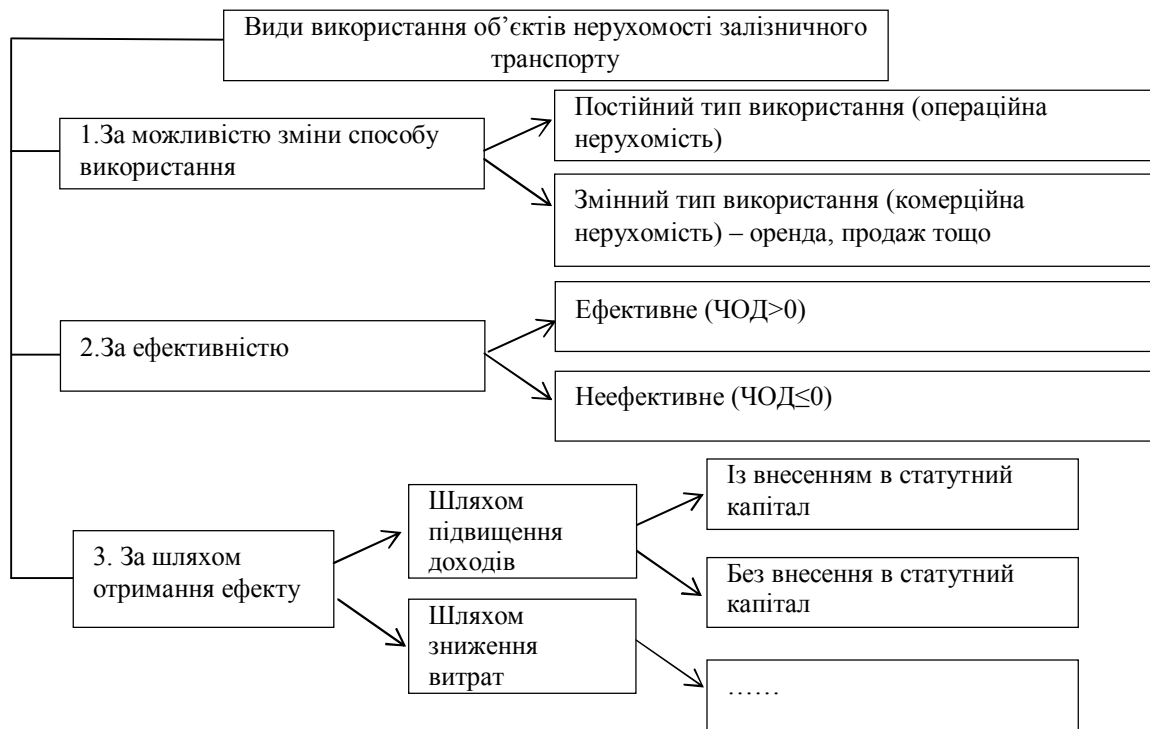 Види використання об’єктів нерухомості залізничного
транспорту
1.За можливістю зміни способу
використання
Постійний тип використання (операційна
нерухомість)
Змінний тип використання (комерційна
нерухомість) – оренда, продаж тощо
2.За ефективністю
Ефективне (ЧОД>0)
Неефективне (ЧОД≤0)
3. За шляхом
отримання ефекту
Шляхом
підвищення
доходів
Із внесенням в статутний
капітал
Без внесення в статутний
капітал
Шляхом
зниження
витрат
……